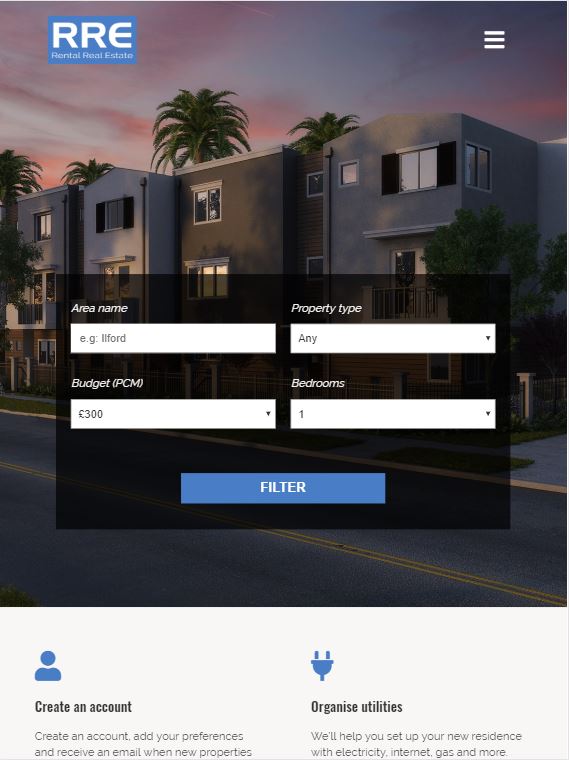 RRE
Rental Real Estate
Area name
Property type
e.g: Ilford
Any
Budget (PCM)
Bedrooms
£300
1
FILTER
Create an account
Organise utilities
Create an account, add your preferences
and receive an email when new properties
We'll help you set up your new residence
with electricity, internet, gas and more.